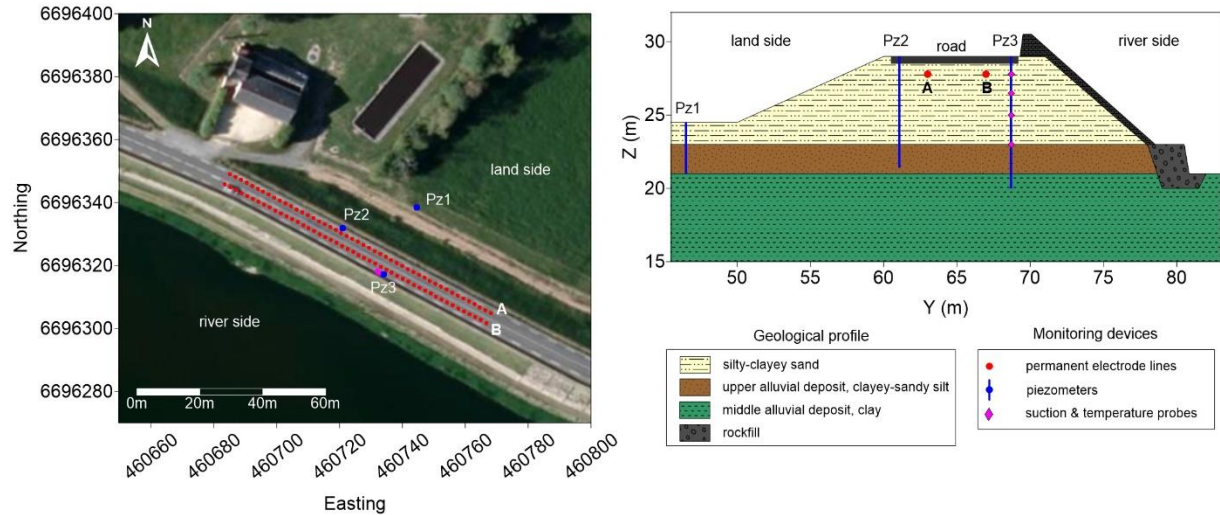 N
land side
Pz1
Pz2
Pz3
A
B
river side
0m 20m 40m 60m
6696400
6696380
6696360
6696340
6696320
6696300
6696280
Northing
460660
460680
460700
460720
460740
460760
460780
460800
Easting
land side
Pz2
road
Pz3
river side
Pz1
A
B
30
25
20
15
Z (m)
50 55 60 65 70 75 80
Y (m)
Geological profile
silty-clayey sand
upper alluvial deposit, clayey-sandy silt
middle alluvial deposit, clay
rockfill
Monitoring devices
permanent electrode lines
piezometers
suction & temperature probes